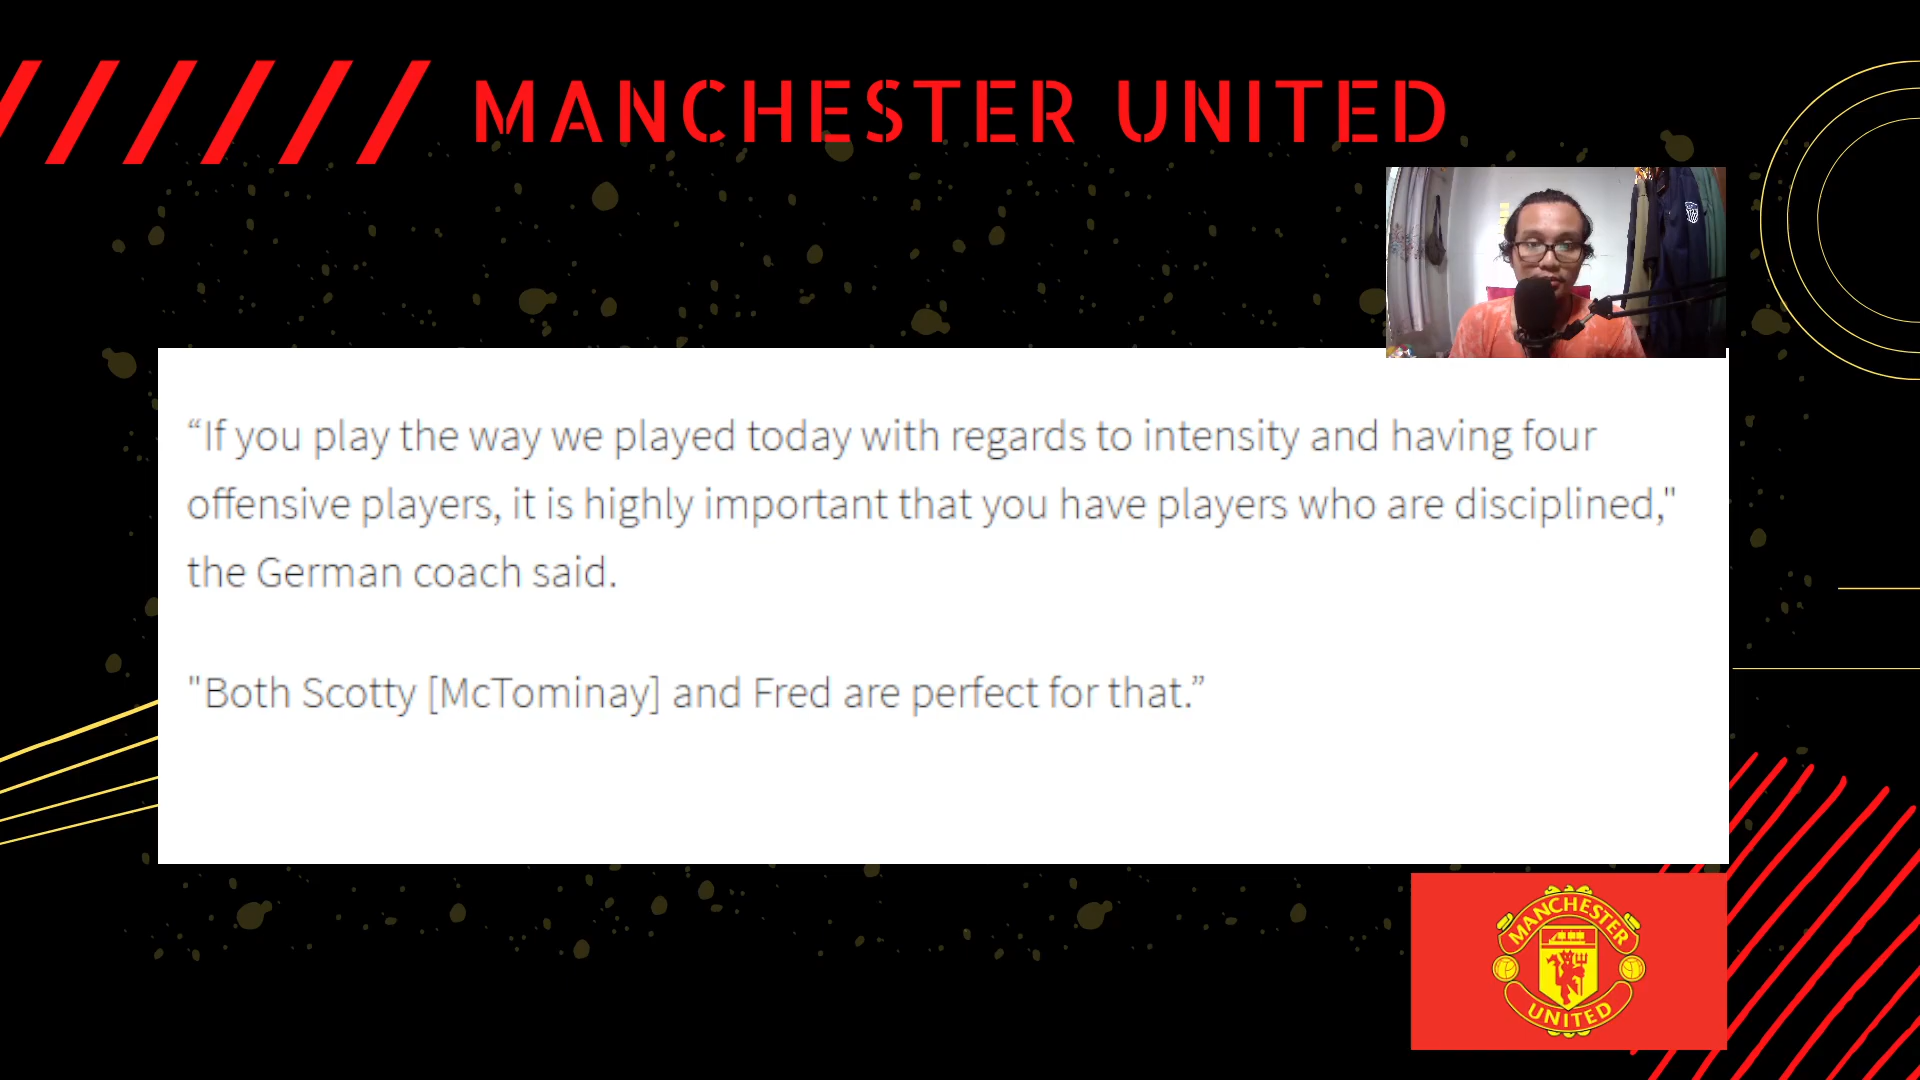 MANCHESTER UNITED
“If you play the way we played today with regards to intensity and having four
offensive players, it is highly important that you have players who are disciplined,"
the German coach said.
"Both Scotty [McTominay] and Fred are perfect for that.”
MANCHESTER
UNITED